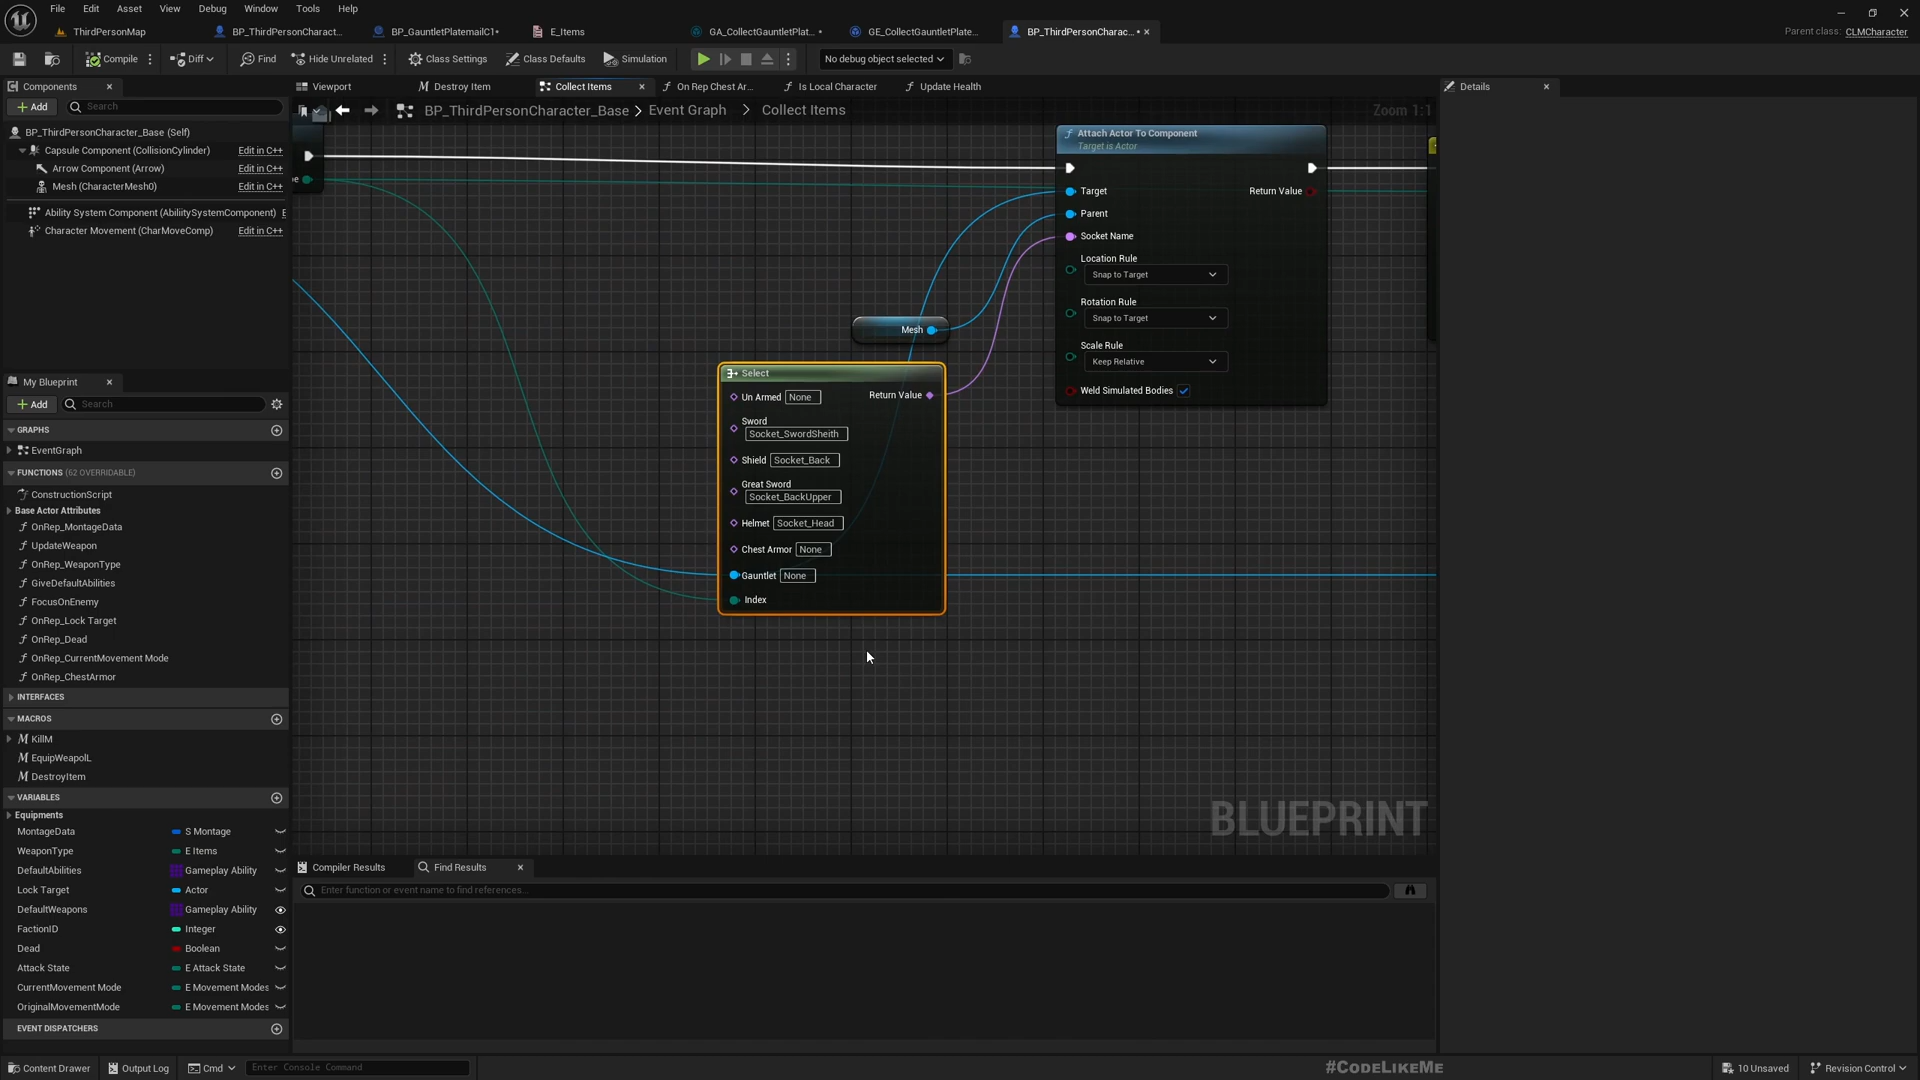 File Edit Asset View Debug Window Tools Help
ThirdPersonMap
BP_ThirdPersonCharact...
BP_GauntletPlatemailC1*
E_Items
GA_CollectGauntletPlat... *
GE_CollectGauntletPlate...
BP_ThirdPersonCharac... *
Parent class: CLMCharacter
Compile
Diff
Find
Hide Unrelated
Class Settings
Class Defaults
Simulation
No debug object selected
Components
Add
Search
BP_ThirdPersonCharacter_Base (Self)
Capsule Component (CollisionCylinder) Edit in C++
Arrow Component (Arrow) Edit in C++
Mesh (CharacterMesh0) Edit in C++
Ability System Component (AbilitySystemComponent) E
Character Movement (CharMoveComp) Edit in C++
My Blueprint
Add
Search
GRAPHS
EventGraph
FUNCTIONS (62 OVERRIDABLE)
ConstructionScript
Base Actor Attributes
OnRep_MontageData
UpdateWeapon
OnRep_WeaponType
GiveDefaultAbilities
FocusOnEnemy
OnRep_Lock Target
OnRep_Dead
OnRep_CurrentMovement Mode
OnRep_ChestArmor
INTERFACES
MACROS
KillM
EquipWeapolL
DestroyItem
VARIABLES
Equipments
MontageData S Montage
WeaponType E Items
DefaultAbilities Gameplay Ability
Lock Target Actor
DefaultWeapons Gameplay Ability
FactionID Integer
Dead Boolean
Attack State E Attack State
CurrentMovement Mode E Movement Modes
OriginalMovementMode E Movement Modes
EVENT DISPATCHERS
Viewport
Destroy Item
Collect Items
On Rep Chest Ar...
Is Local Character
Update Health
BP_ThirdPersonCharacter_Base > Event Graph > Collect Items
Zoom 1:1
Attach Actor To Component
Target is Actor
Target Return Value
Parent
Socket Name
Location Rule
Snap to Target
Rotation Rule
Snap to Target
Scale Rule
Keep Relative
Weld Simulated Bodies
Mesh
Select
Un Armed None Return Value
Sword
Socket_SwordSheith
Shield Socket_Back
Great Sword
Socket_BackUpper
Helmet Socket_Head
Chest Armor None
Gauntlet None
Index
BLUEPRINT
Compiler Results
Find Results
Enter function or event name to find references...
Details
Content Drawer
Output Log
Cmd
Enter Console Command
#CODELIKEME
10 Unsaved
Revision Control